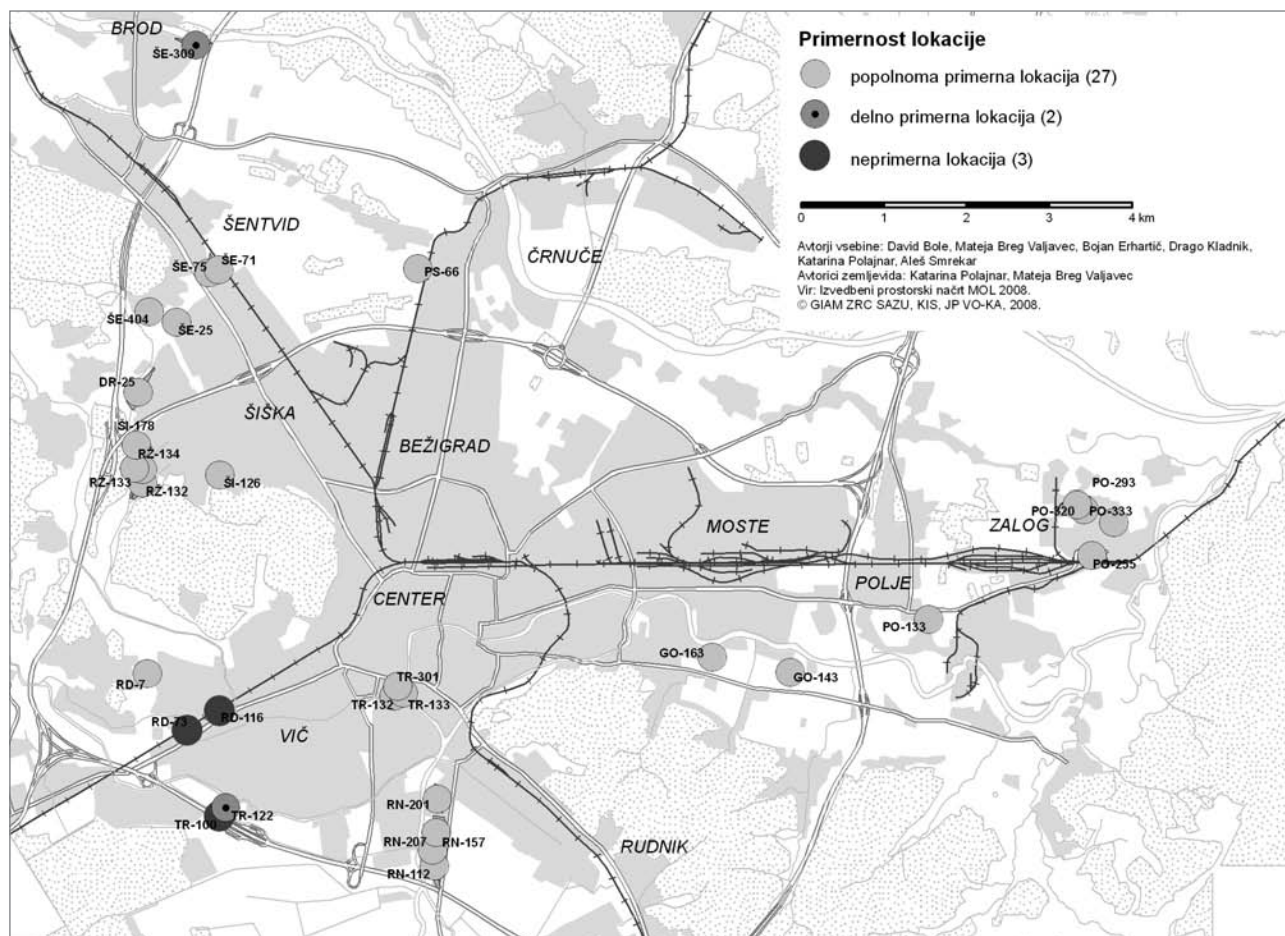 BROD
ŠE-309
Primernost lokacije
popolnoma primerna lokacija (27)
delno primerna lokacija (2)
neprimerna lokacija (3)
0 1 2 3 4 km
Avtorji vsebine: David Bole, Mateja Breg Valjavec, Bojan Erhartič, Drago Kladnik,
Katarina Polajnar, Aleš Smrekar
Avtorici zemljevida: Katarina Polajnar, Mateja Breg Valjavec
Vir: Izvedbeni prostorski načrt MOL 2008.
© GIAM ZRC SAZU, KIS, JP VO-KA, 2008.
ŠENTVID
ČRNUČE
ŠE-75
ŠE-71
PS-66
ŠE-404
ŠE-25
DR-25
ŠIŠKA
ŠI-178
BEŽIGRAD
RŽ-134
RŽ-133
RŽ-132
ŠI-126
MOSTE
ZALOG
PO-293
PO-320
PO-333
PO-255
POLJE
CENTER
PO-133
GO-163
GO-143
RD-7
TR-301
TR-132
TR-133
RD-73
RD-116
VIČ
TR-100
TR-122
RN-201
RN-207
RN-157
RN-112
RUDNIK